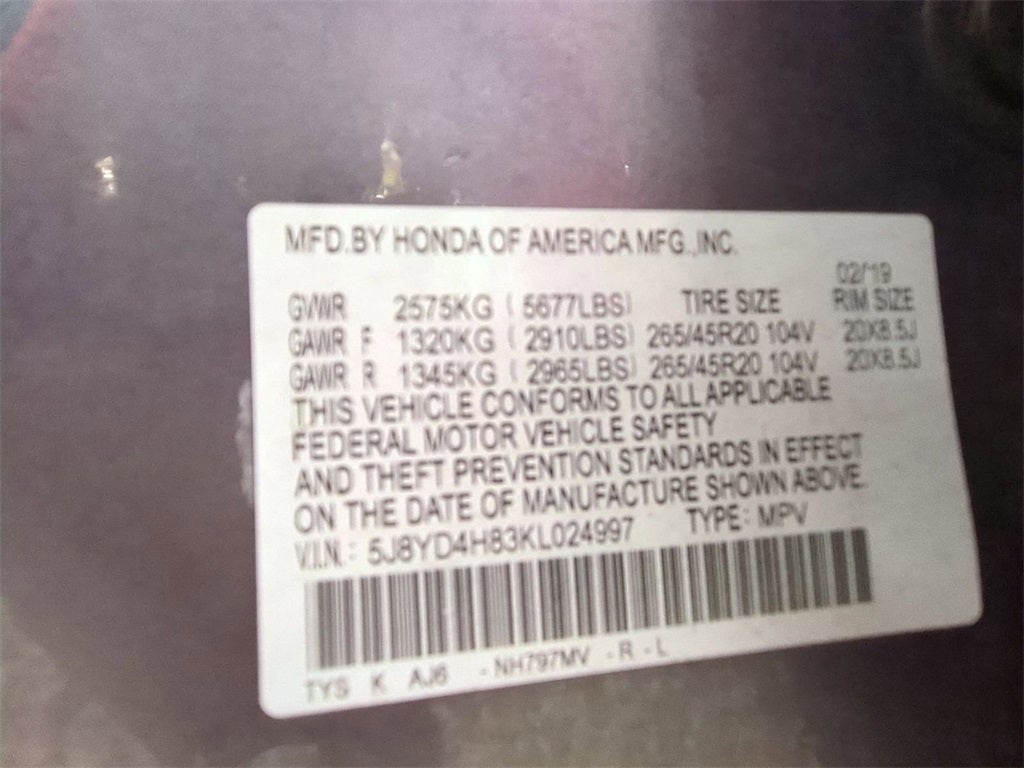 MFD.BY HONDA OF AMERICA MFG.,INC.
02/19
GVWR 2575KG ( 5677LBS) TIRE SIZE RIM SIZE
GAWR F 1320KG ( 2910LBS) 265/45R20 104V 20X8.5J
GAWR R 1345KG ( 2965LBS) 265/45R20 104V 20X8.5J
THIS VEHICLE CONFORMS TO ALL APPLICABLE
FEDERAL MOTOR VEHICLE SAFETY
AND THEFT PREVENTION STANDARDS IN EFFECT
ON THE DATE OF MANUFACTURE SHOWN ABOVE.
V.I.N.: 5J8YD4H83KL024997 TYPE: MPV
TYS K AJ6 -NH797MV -R-L